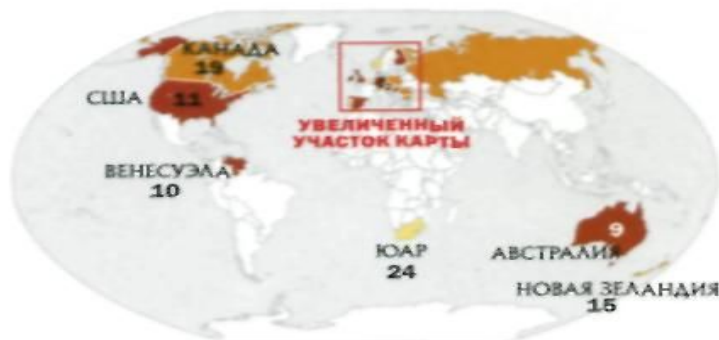 КАНАДА
19
США
11
УВЕЛИЧЕННЫЙ
УЧАСТОК КАРТЫ
ВЕНЕСУЭЛА
10
ЮАР
24
9
АВСТРАЛИЯ
НОВАЯ ЗЕЛАНДИЯ
15